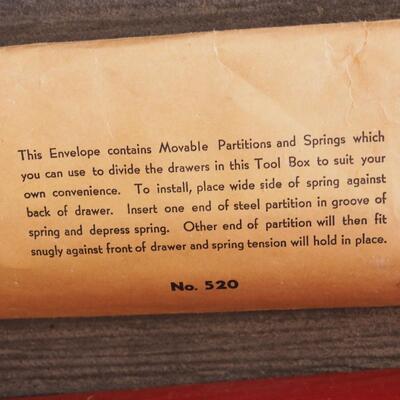 This Envelope contains Movable Partitions and Springs which
you can use to divide the drawers in this Tool Box to suit your
own convenience. To install, place wide side of spring against
back of drawer. Insert one end of steel partition in groove of
spring and depress spring. Other end of partition will then fit
snugly against front of drawer and spring tension will hold in place.
No. 520